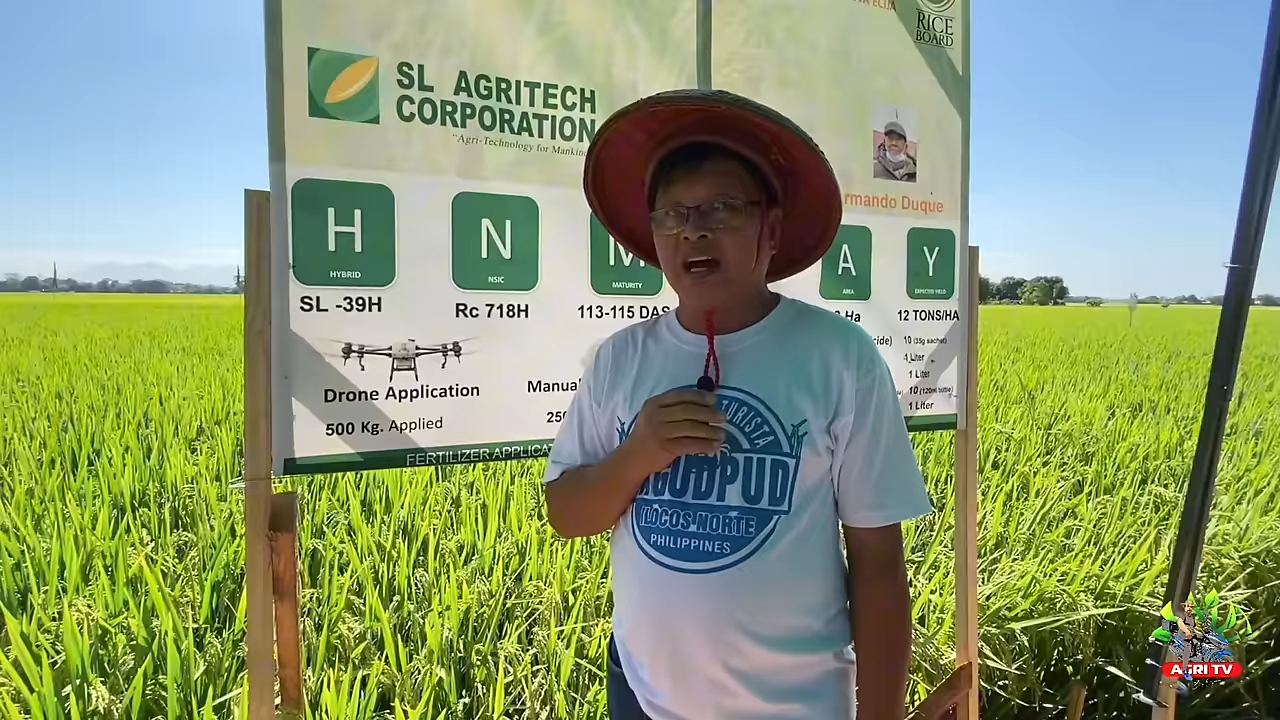 RICE
BOARD
SL AGRITECH
CORPORATION
"Agri-Technology for Mankin
rmando Duque
H
HYBRID
SL -39H
N
NSIC
Rc 718H
M
MATURITY
113-115 DAS
A
AREA
Ha
Y
EXPECTED YIELD
12 TONS/HA
Drone Application
500 Kg. Applied
Manual
cide)
10 (35g sachet)
1 Liter
1 Liter
10 (120ml bottle)
1 Liter
FERTILIZER APPLICA
TURISTA
GUDPUD
ILOCOS-NORTE
PHILIPPINES
AGRI TV